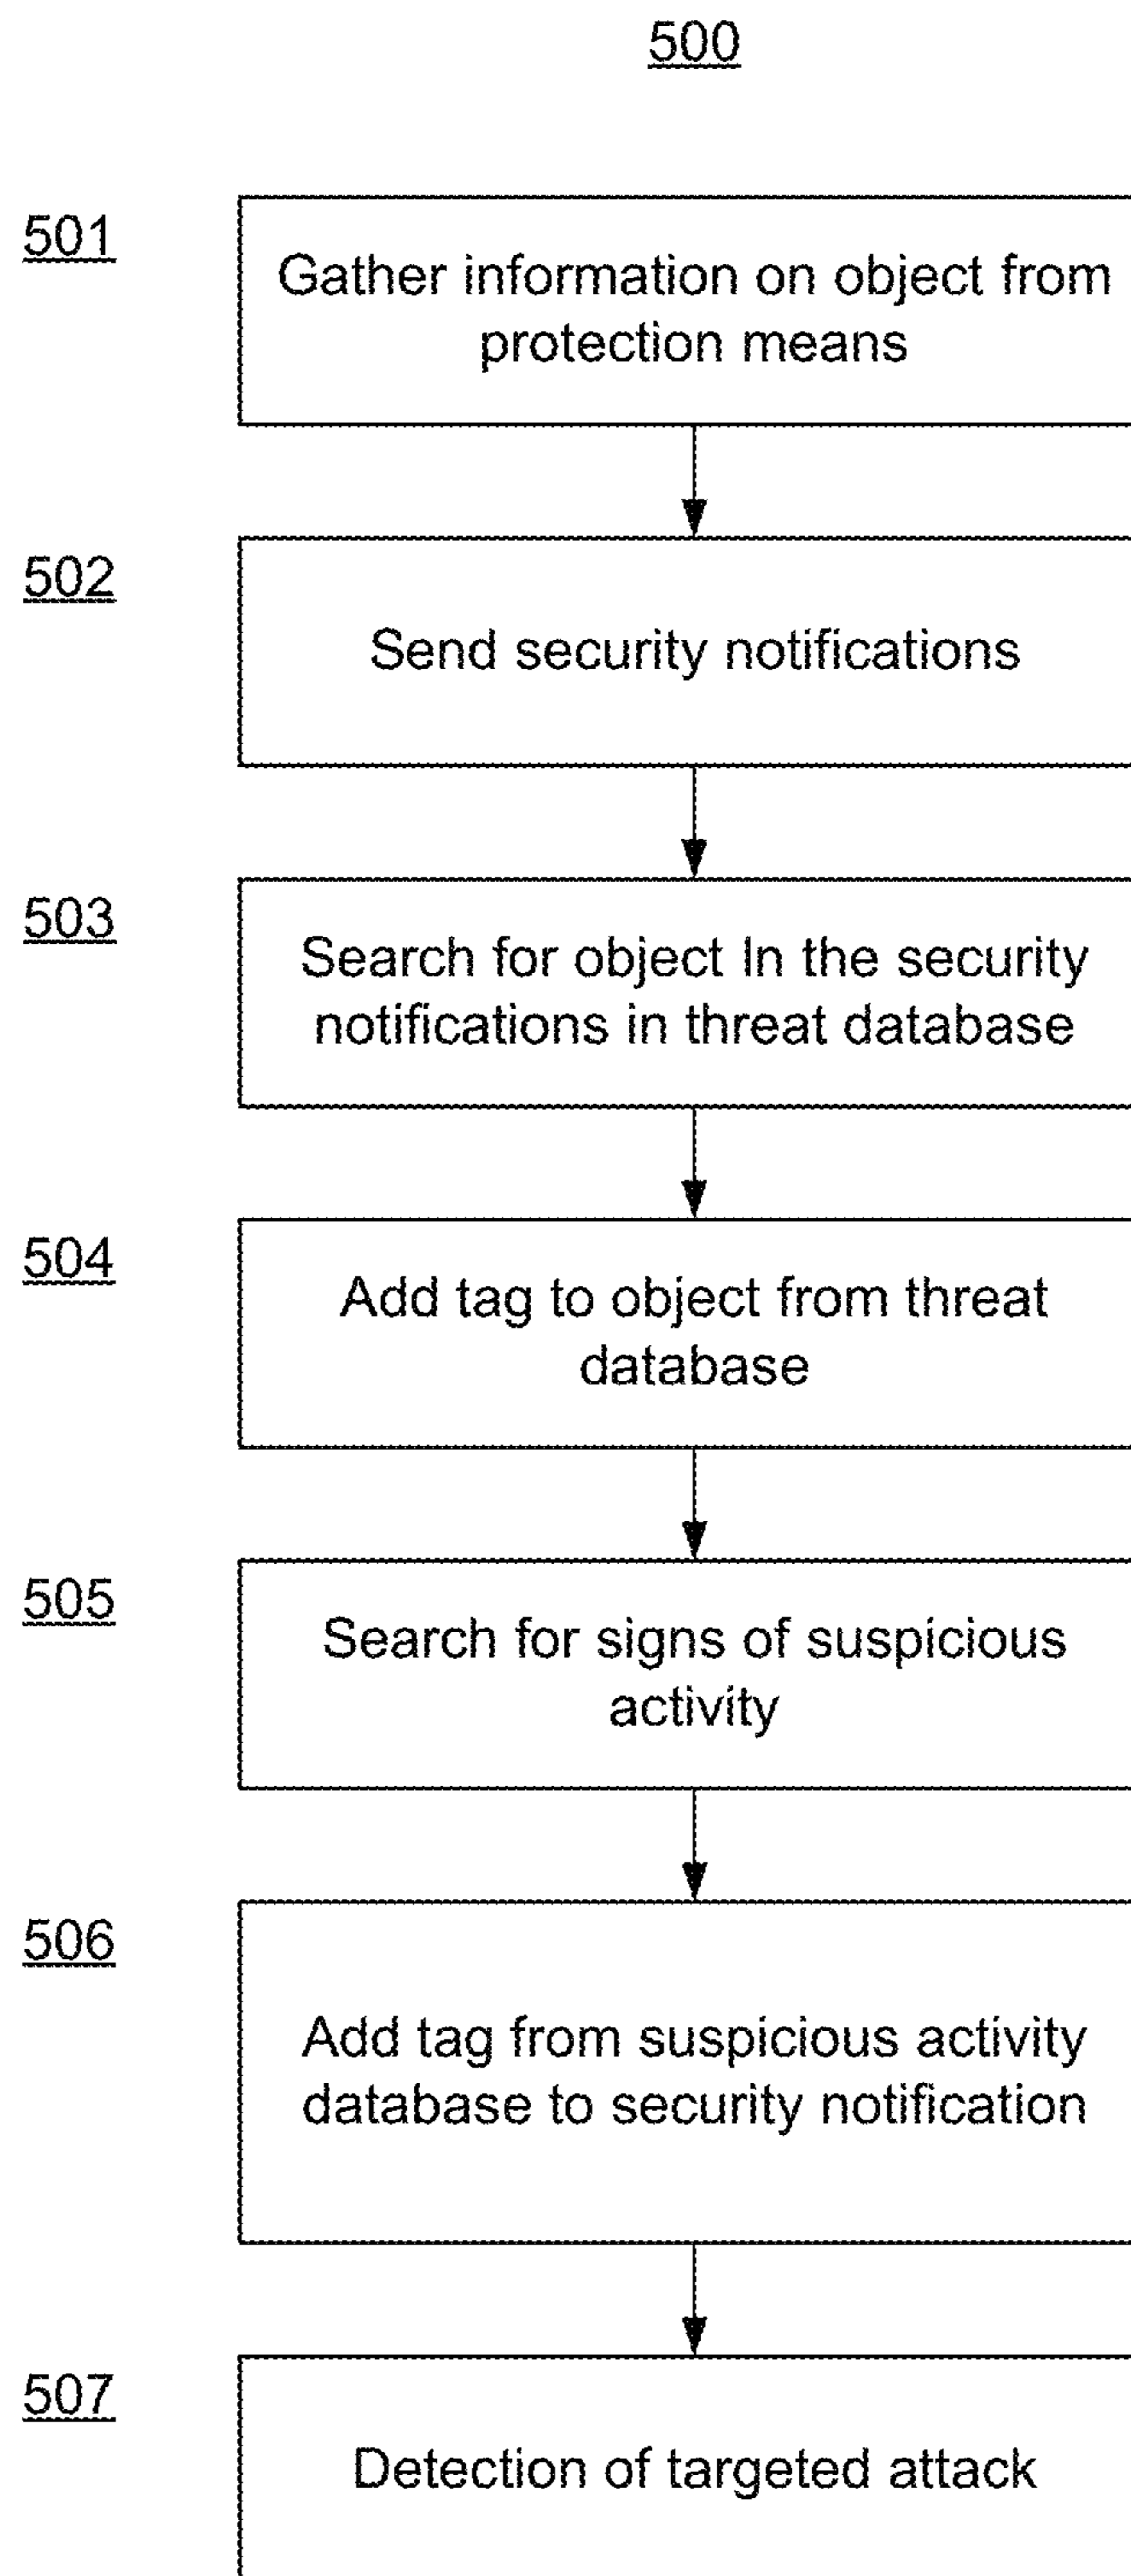 500
501
Gather information on object from
protection means
502
Send security notifications
503
Search for object In the security
notifications in threat database
504
Add tag to object from threat
database
505
Search for signs of suspicious
activity
506
Add tag from suspicious activity
database to security notification
507
Detection of targeted attack